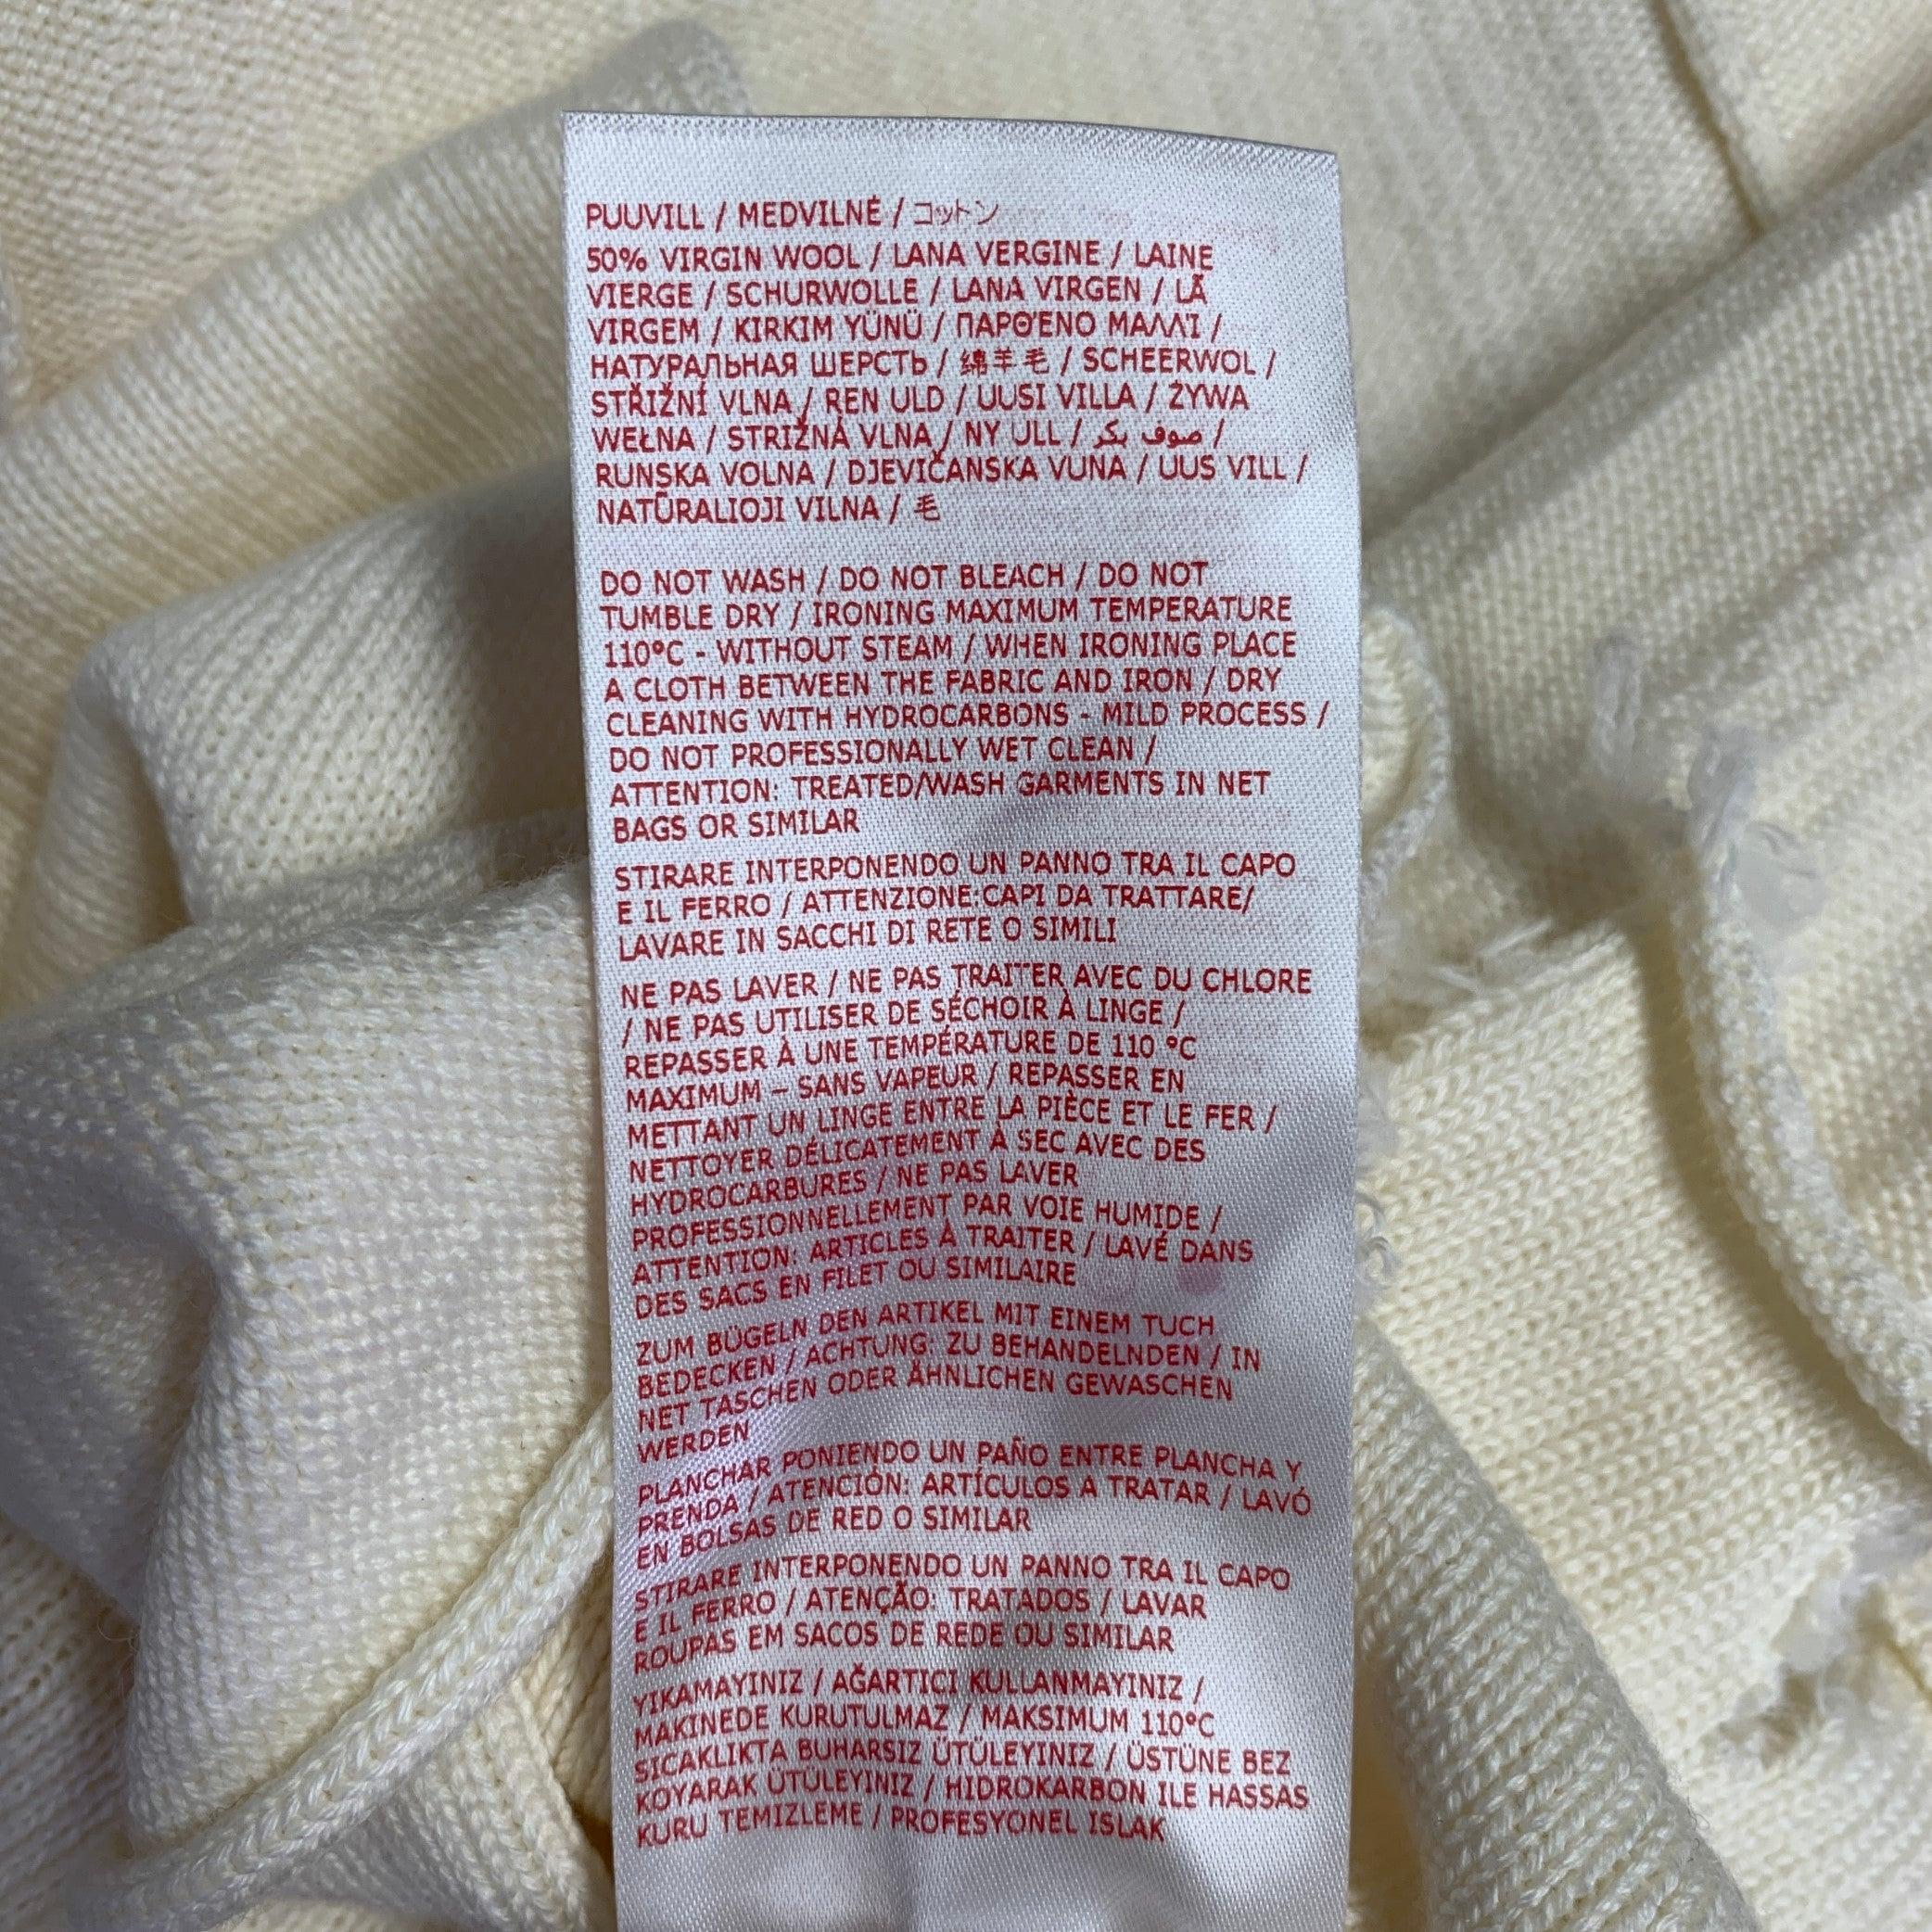 PUUVILL / MEDVILNĖ / コットン
50% VIRGIN WOOL / LANA VERGINE / LAINE
VIERGE / SCHURWOLLE / LANA VIRGEN / LÃ
VIRGEM / KIRKIM YÜNÜ / ΠΑΡΘΈΝΟ ΜΑΛΛΊ /
НАТУРАЛЬНАЯ ШЕРСТЬ / 绵羊毛 / SCHEERWOL /
STŘIŽNÍ VLNA / REN ULD / UUSI VILLA / ŻYWA
WEŁNA / STRIŽNÁ VLNA / NY ULL / صوف بكر /
RUNSKA VOLNA / DJEVIČANSKA VUNA / UUS VILL /
NATŪRALIOJI VILNA / 毛
DO NOT WASH / DO NOT BLEACH / DO NOT
TUMBLE DRY / IRONING MAXIMUM TEMPERATURE
110°C - WITHOUT STEAM / WHEN IRONING PLACE
A CLOTH BETWEEN THE FABRIC AND IRON / DRY
CLEANING WITH HYDROCARBONS - MILD PROCESS /
DO NOT PROFESSIONALLY WET CLEAN /
ATTENTION: TREATED/WASH GARMENTS IN NET
BAGS OR SIMILAR
STIRARE INTERPONENDO UN PANNO TRA IL CAPO
E IL FERRO / ATTENZIONE:CAPI DA TRATTARE/
LAVARE IN SACCHI DI RETE O SIMILI
NE PAS LAVER / NE PAS TRAITER AVEC DU CHLORE
/ NE PAS UTILISER DE SÉCHOIR À LINGE /
REPASSER À UNE TEMPÉRATURE DE 110 °C
MAXIMUM – SANS VAPEUR / REPASSER EN
METTANT UN LINGE ENTRE LA PIÈCE ET LE FER /
NETTOYER DÉLICATEMENT À SEC AVEC DES
HYDROCARBURES / NE PAS LAVER
PROFESSIONNELLEMENT PAR VOIE HUMIDE /
ATTENTION: ARTICLES À TRAITER / LAVÉ DANS
DES SACS EN FILET OU SIMILAIRE
ZUM BÜGELN DEN ARTIKEL MIT EINEM TUCH
BEDECKEN / ACHTUNG: ZU BEHANDELNDEN / IN
NET TASCHEN ODER ÄHNLICHEN GEWASCHEN
WERDEN
PLANCHAR PONIENDO UN PAÑO ENTRE PLANCHA Y
PRENDA / ATENCIÓN: ARTÍCULOS A TRATAR / LAVÓ
EN BOLSAS DE RED O SIMILAR
STIRARE INTERPONENDO UN PANNO TRA IL CAPO
E IL FERRO / ATENÇÃO: TRATADOS / LAVAR
ROUPAS EM SACOS DE REDE OU SIMILAR
YIKAMAYINIZ / AĞARTICI KULLANMAYINIZ /
MAKINEDE KURUTULMAZ / MAKSIMUM 110°C
SICAKLIKTA BUHARSIZ ÜTÜLEYINIZ / ÜSTÜNE BEZ
KOYARAK ÜTÜLEYINIZ / HIDROKARBON ILE HASSAS
KURU TEMIZLEME / PROFESYONEL ISLAK